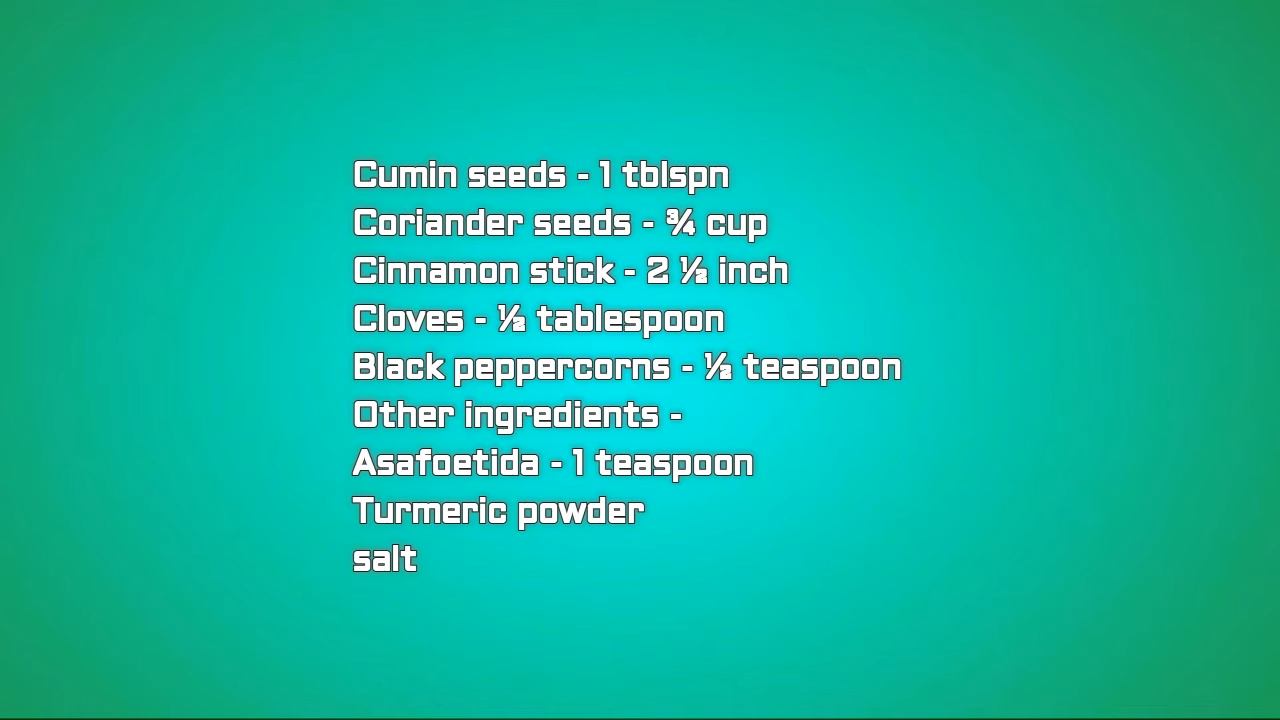 Cumin seeds - 1 tblspn
Coriander seeds - ¾ cup
Cinnamon stick - 2 ½ inch
Cloves - ½ tablespoon
Black peppercorns - ½ teaspoon
Other ingredients -
Asafoetida - 1 teaspoon
Turmeric powder
salt